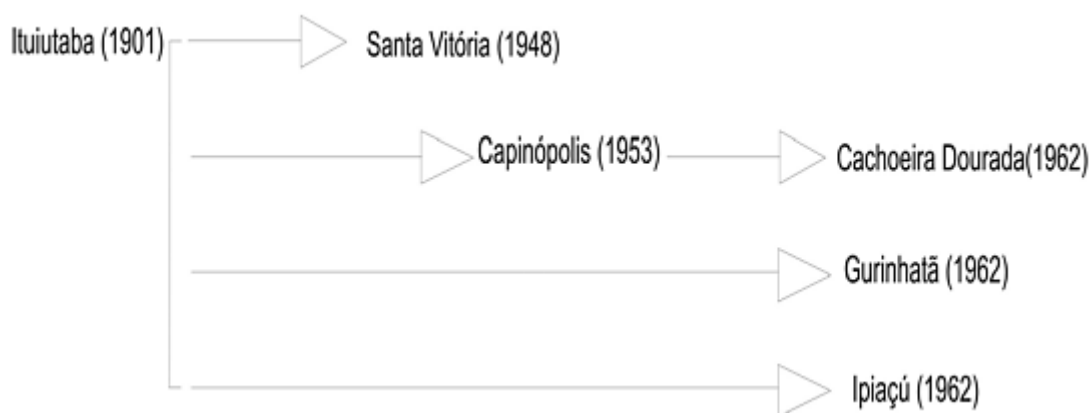 Ituiutaba (1901)
Santa Vitória (1948)
Capinópolis (1953)
Cachoeira Dourada(1962)
Gurinhatã (1962)
Ipiaçú (1962)